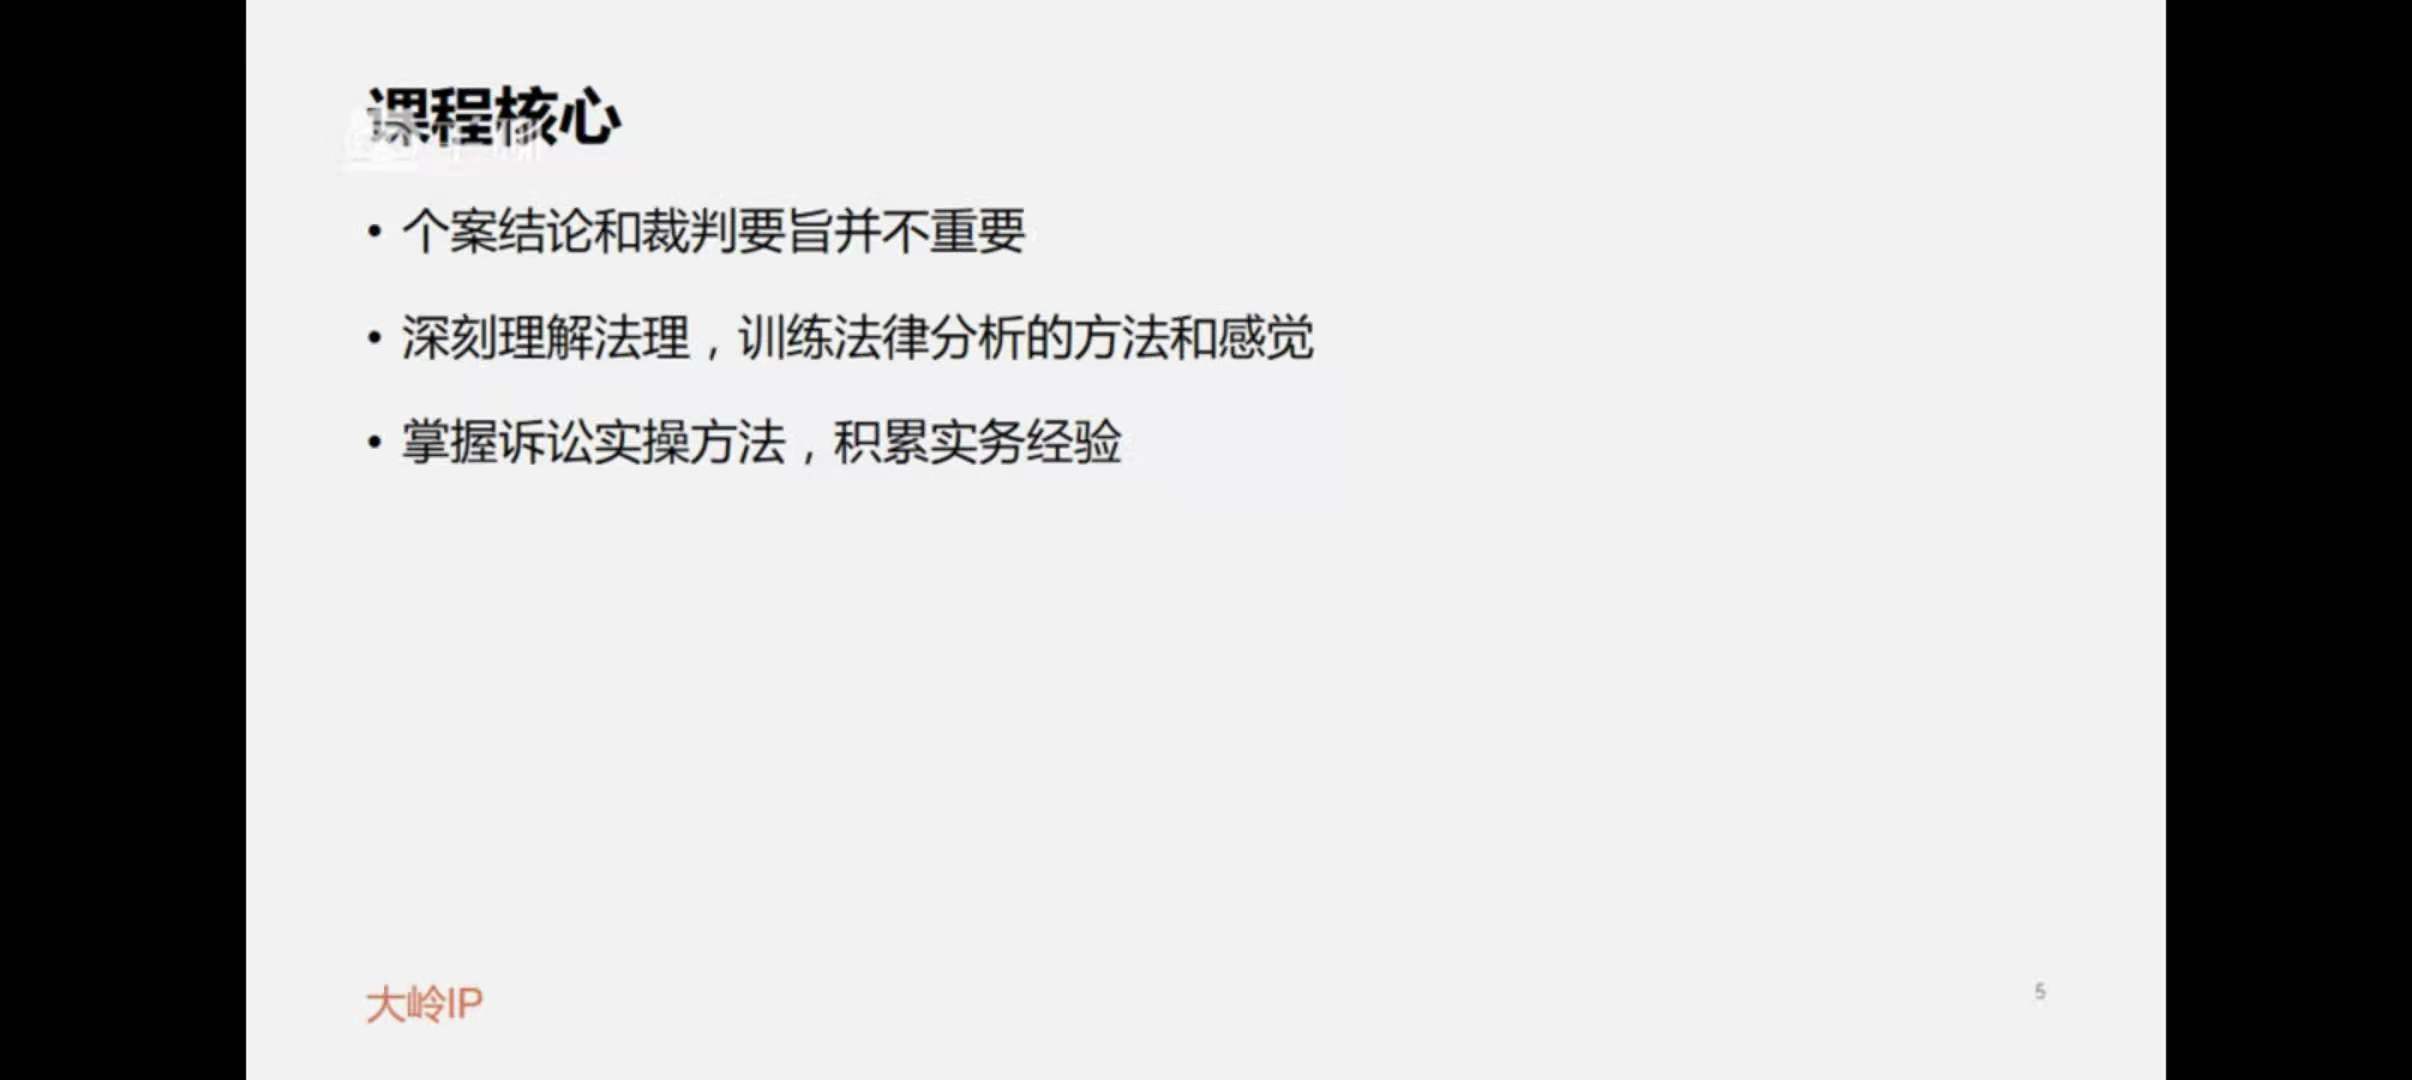 课程核心
• 个案结论和裁判要旨并不重要
• 深刻理解法理，训练法律分析的方法和感觉
• 掌握诉讼实操方法，积累实务经验
大岭IP
5